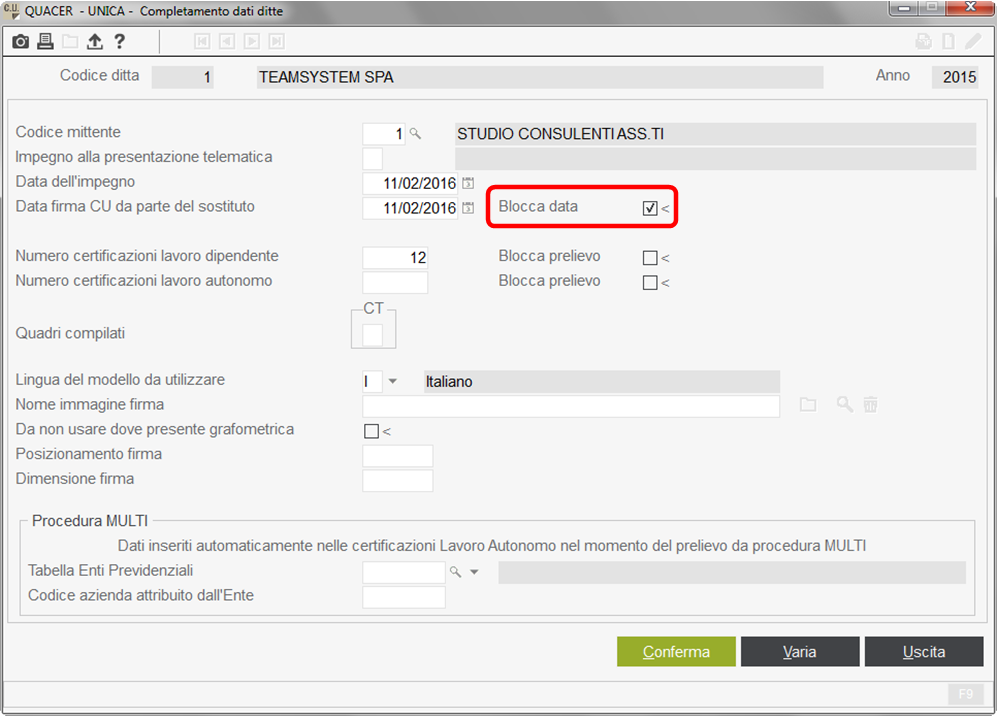 C.U. QUACER - UNICA - Completamento dati ditte
?
Codice ditta 1 TEAMSYSTEM SPA Anno 2015
Codice mittente 1 STUDIO CONSULENTI ASS.TI
Impegno alla presentazione telematica
Data dell'impegno 11/02/2016
Data firma CU da parte del sostituto 11/02/2016 Blocca data <
Numero certificazioni lavoro dipendente 12 Blocca prelievo <
Numero certificazioni lavoro autonomo Blocca prelievo <
CT
Quadri compilati
Lingua del modello da utilizzare I Italiano
Nome immagine firma
Da non usare dove presente grafometrica <
Posizionamento firma
Dimensione firma
Procedura MULTI
Dati inseriti automaticamente nelle certificazioni Lavoro Autonomo nel momento del prelievo da procedura MULTI
Tabella Enti Previdenziali
Codice azienda attribuito dall'Ente
Conferma Varia Uscita
F9